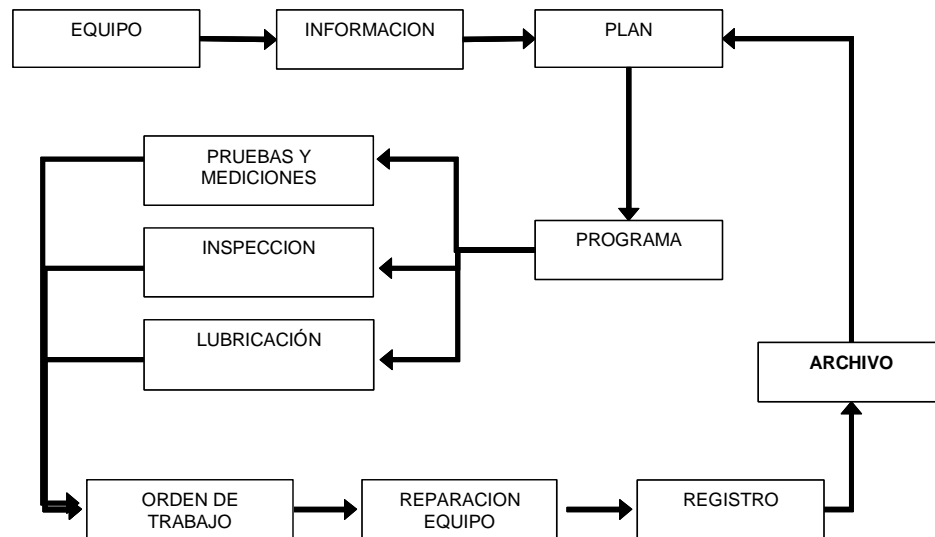 EQUIPO
INFORMACION
PLAN
PRUEBAS Y
MEDICIONES
PROGRAMA
INSPECCION
LUBRICACIÓN
ARCHIVO
ORDEN DE
TRABAJO
REPARACION
EQUIPO
REGISTRO